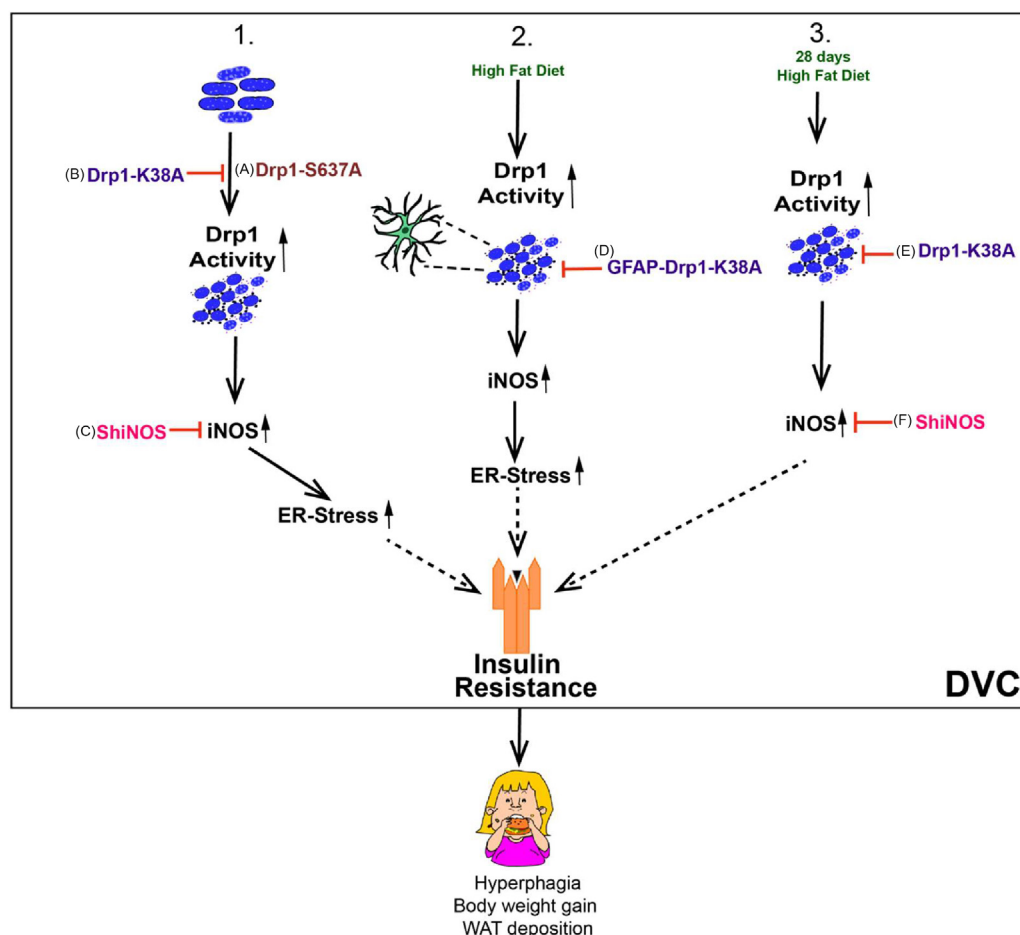 1.
(B) Drp1-K38A
(A) Drp1-S637A
Drp1
Activity
(C) ShiNOS
iNOS
ER-Stress
2.
High Fat Diet
Drp1
Activity
(D)
GFAP-Drp1-K38A
iNOS
ER-Stress
3.
28 days
High Fat Diet
Drp1
Activity
(E) Drp1-K38A
iNOS
(F) ShiNOS
Insulin
Resistance
DVC
Hyperphagia
Body weight gain
WAT deposition